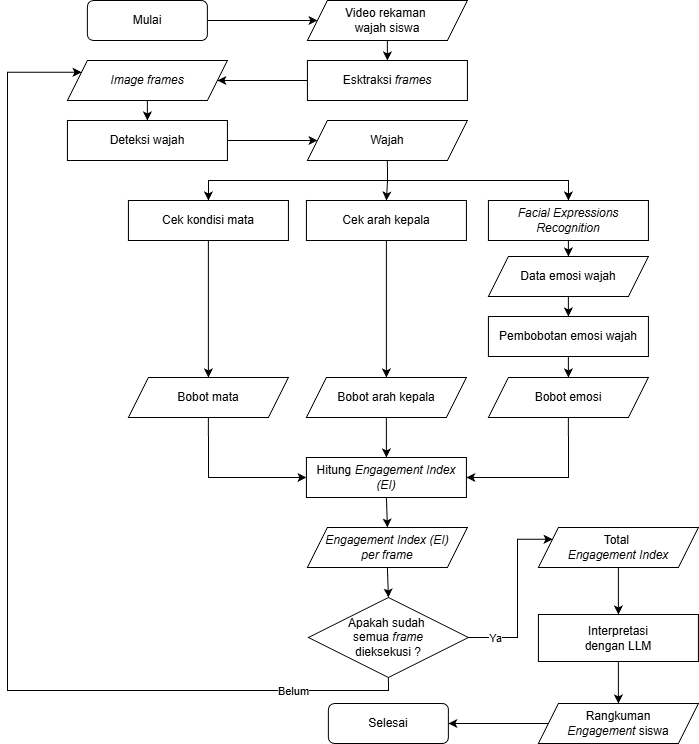 Mulai
Video rekaman
wajah siswa
Image frames
Esktraksi frames
Deteksi wajah
Wajah
Cek kondisi mata
Cek arah kepala
Facial Expressions
Recognition
Data emosi wajah
Pembobotan emosi wajah
Bobot mata
Bobot arah kepala
Bobot emosi
Hitung Engagement Index
(EI)
Engagement Index (EI)
per frame
Total
Engagement Index
Apakah sudah
semua frame
dieksekusi ?
Ya
Interpretasi
dengan LLM
Belum
Selesai
Rangkuman
Engagement siswa